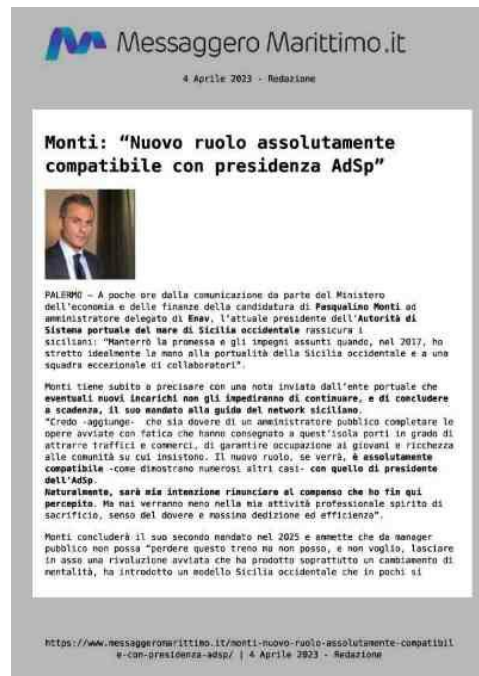 Messaggero Marittimo.it
4 Aprile 2023 - Redazione
Monti: “Nuovo ruolo assolutamente
compatibile con presidenza AdSp”
PALERMO – A poche ore dalla comunicazione da parte del Ministero
dell'economia e delle finanze della candidatura di Pasqualino Monti ad
amministratore delegato di Enav, l'attuale presidente dell'Autorità di
Sistema portuale del mare di Sicilia occidentale rassicura i
siciliani: “Manterrò la promessa e gli impegni assunti quando, nel 2017, ho
stretto idealmente la mano alla portualità della Sicilia occidentale e a una
squadra eccezionale di collaboratori”.
Monti tiene subito a precisare con una nota inviata dall'ente portuale che
eventuali nuovi incarichi non gli impediranno di continuare, e di concludere
a scadenza, il suo mandato alla guida del network siciliano.
“Credo -aggiunge- che sia dovere di un amministratore pubblico completare le
opere avviate con fatica che hanno consegnato a quest'isola porti in grado di
attrarre traffici e commerci, di garantire occupazione ai giovani e ricchezza
alle comunità su cui insistono. Il nuovo ruolo, se verrà, è assolutamente
compatibile -come dimostrano numerosi altri casi- con quello di presidente
dell'AdSp.
Naturalmente, sarà mia intenzione rinunciare al compenso che ho fin qui
percepito. Ma mai verranno meno nella mia attività professionale spirito di
sacrificio, senso del dovere e massima dedizione ed efficienza”.
Monti concluderà il suo secondo mandato nel 2025 e ammette che da manager
pubblico non possa “perdere questo treno ma non posso, e non voglio, lasciare
in asso una rivoluzione avviata che ha prodotto soprattutto un cambiamento di
mentalità, ha introdotto un modello Sicilia occidentale che in pochi si
https://www.messaggeromarittimo.it/monti-nuovo-ruolo-assolutamente-compatibil
e-con-presidenza-adsp/ | 4 Aprile 2023 - Redazione